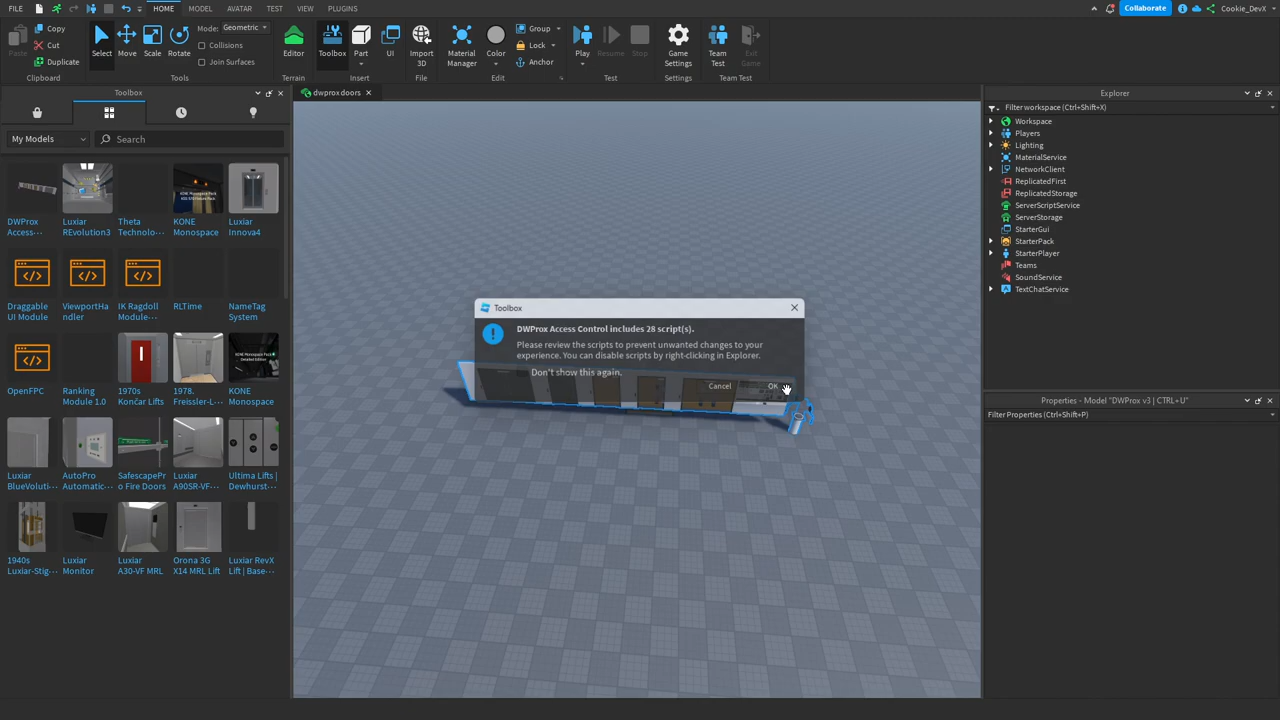 FILE
HOME
MODEL
AVATAR
TEST
VIEW
PLUGINS
Collaborate
Cookie_DevX
Paste
Copy
Cut
Duplicate
Clipboard
Select
Move
Scale
Rotate
Mode: Geometric
Collisions
Join Surfaces
Tools
Editor
Terrain
Toolbox
Part
UI
Insert
Import
3D
File
Material
Manager
Color
Group
Lock
Anchor
Edit
Play
Resume
Stop
Test
Game
Settings
Settings
Team
Test
Exit
Game
Team Test
Toolbox
My Models
Search
DWProx
Access-...
Luxiar
REvolution3
Theta
Technolo-...
KONE
Monospace
Luxiar
Innova4
Draggable
UI Module
ViewportHa-
ndler
IK Ragdoll
Module-...
RLTime
NameTag
System
OpenFPC
Ranking
Module 1.0
1970s
Končar Lifts
1978.
Freissler-L-...
KONE
Monospace
Luxiar
BlueVoluti-...
AutoPro
Automatic-...
SafescapePr
o Fire Doors
Luxiar
A90SR-VF-...
Ultima Lifts |
Dewhurst-...
1940s
Luxiar-Stig-...
Luxiar
Monitor
Luxiar
A30-VF MRL
Orona 3G
X14 MRL Lift
Luxiar RevX
Lift | Base-...
dwprox doors
Toolbox
DWProx Access Control includes 28 script(s).
Please review the scripts to prevent unwanted changes to your
experience. You can disable scripts by right-clicking in Explorer.
Don't show this again.
Cancel
OK
Explorer
Filter workspace (Ctrl+Shift+X)
Workspace
Players
Lighting
MaterialService
NetworkClient
ReplicatedFirst
ReplicatedStorage
ServerScriptService
ServerStorage
StarterGui
StarterPack
StarterPlayer
Teams
SoundService
TextChatService
Properties - Model "DWProx v3 | CTRL+U"
Filter Properties (Ctrl+Shift+P)